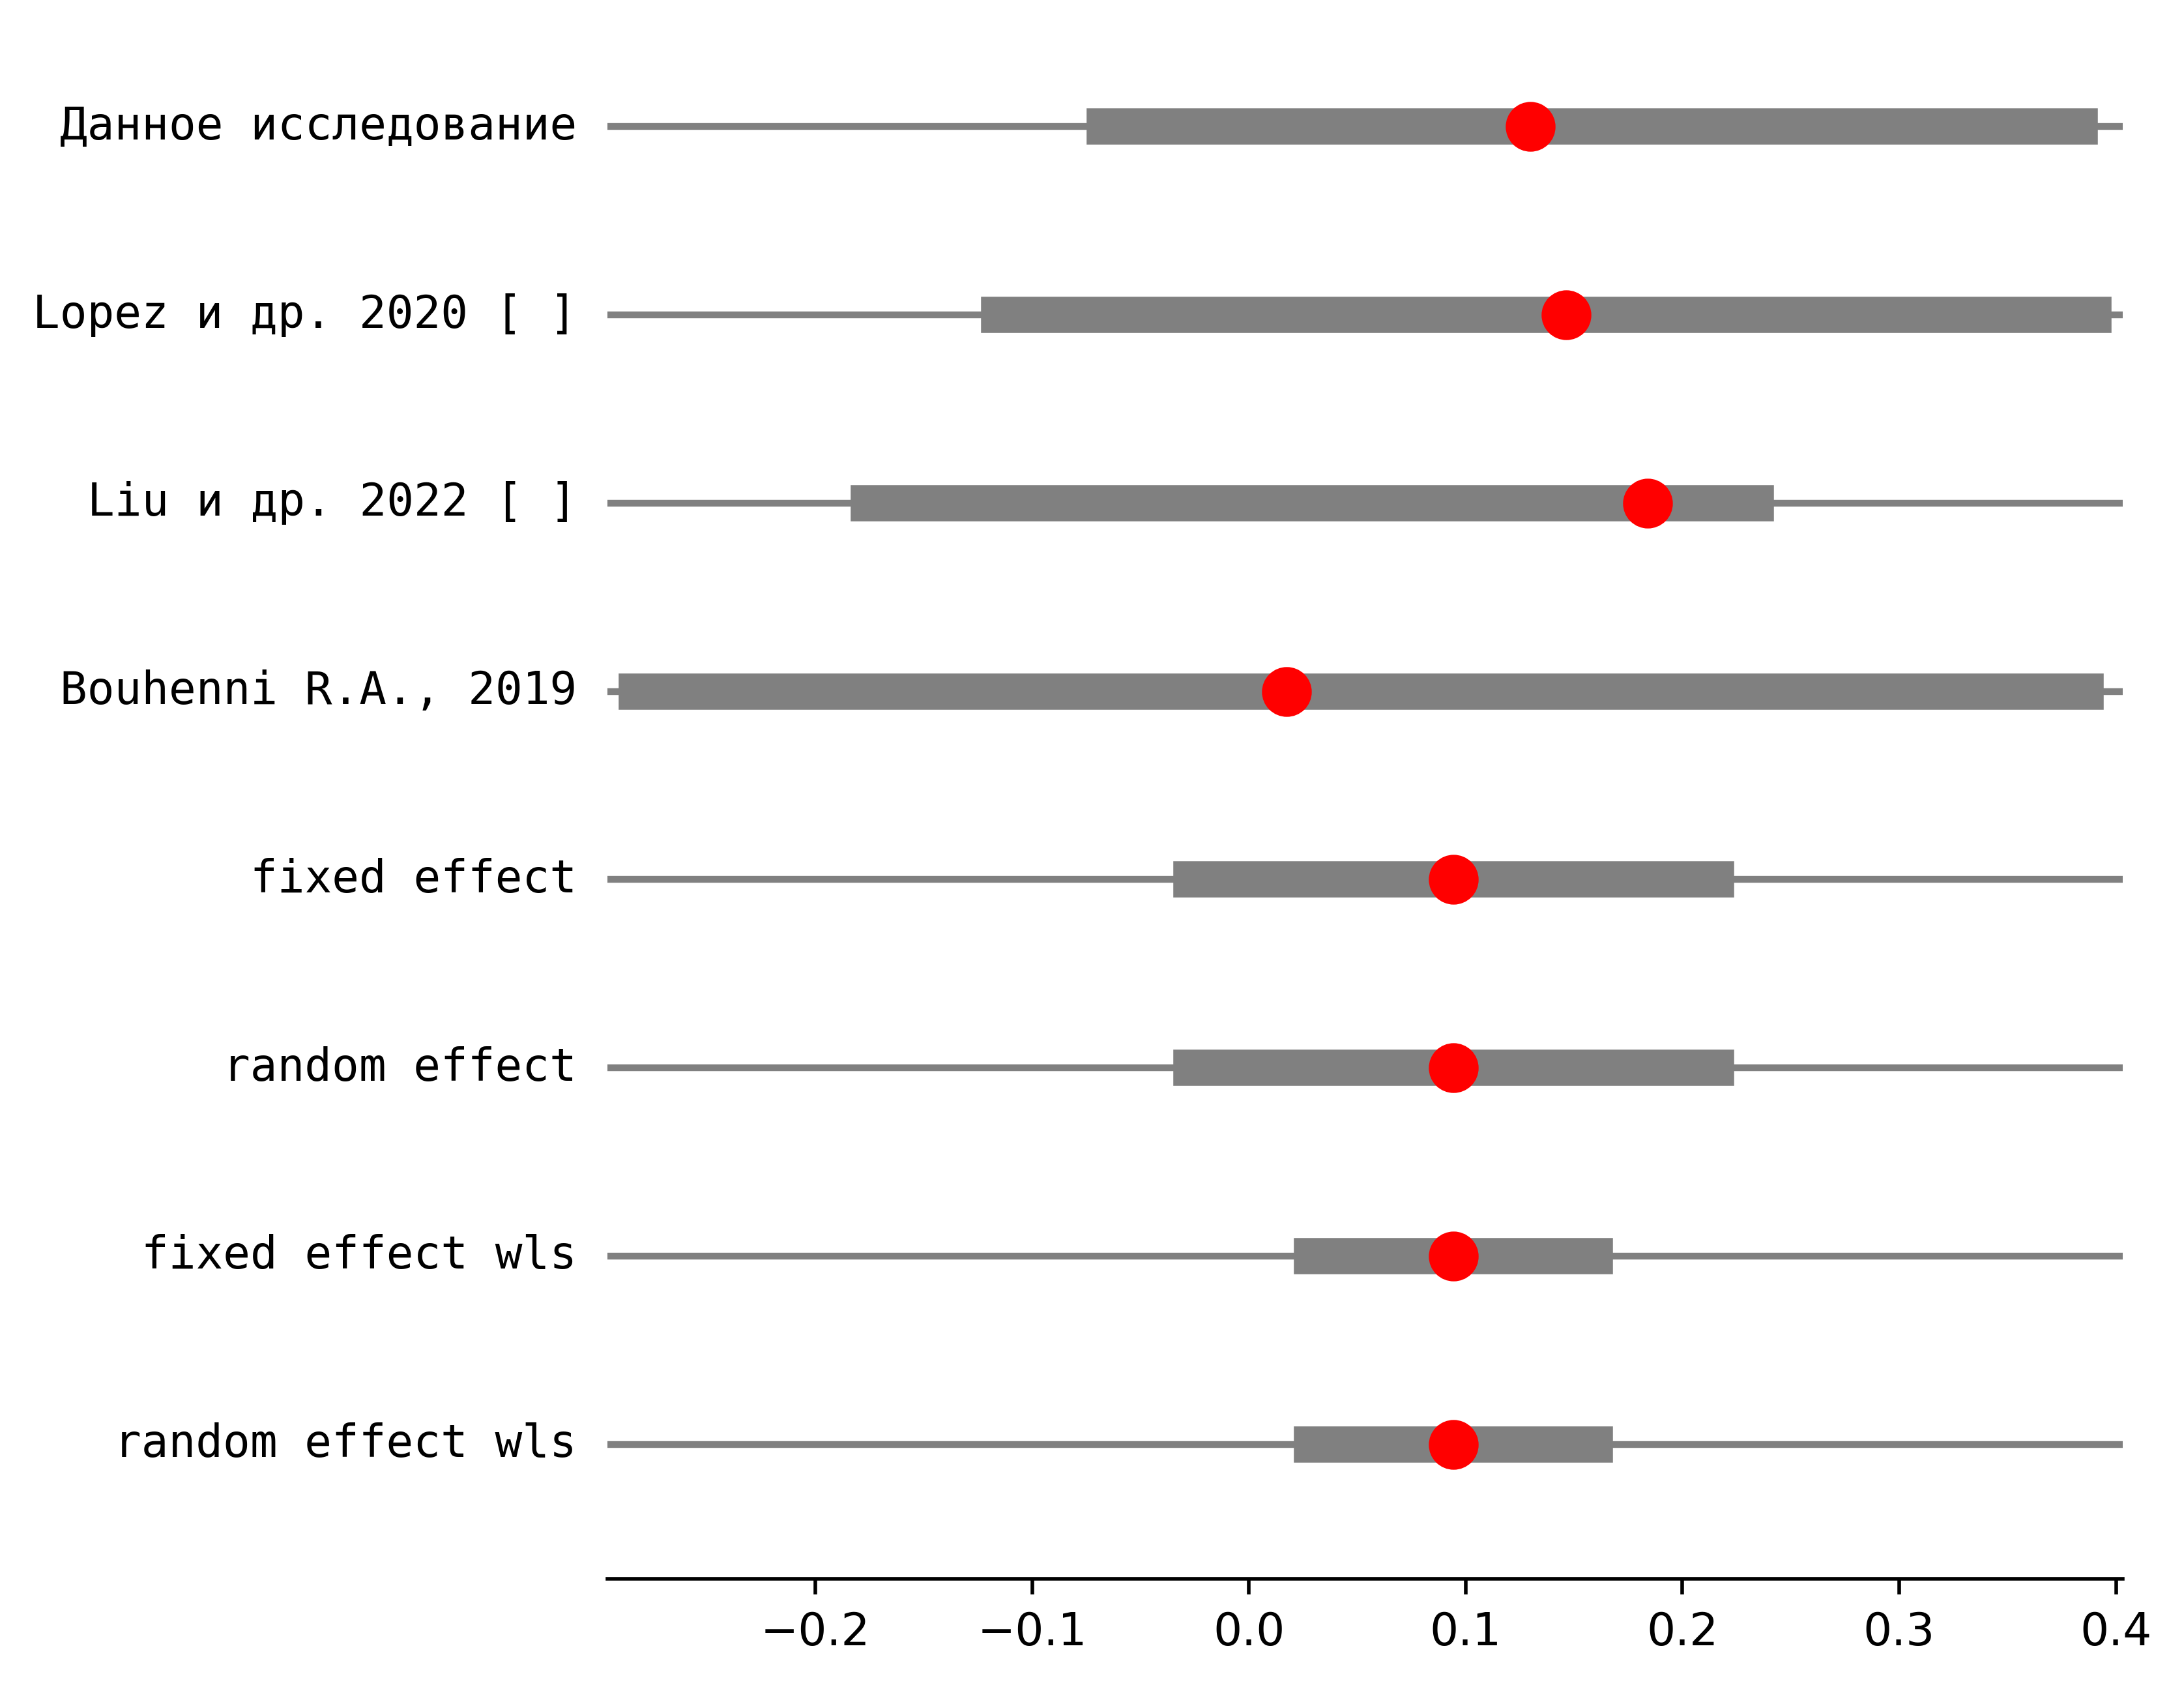 Данное исследование
Lopez и др. 2020 [ ]
Liu и др. 2022 [ ]
Bouhenni R.A., 2019
fixed effect
random effect
fixed effect wls
random effect wls
−0.2 −0.1 0.0 0.1 0.2 0.3 0.4